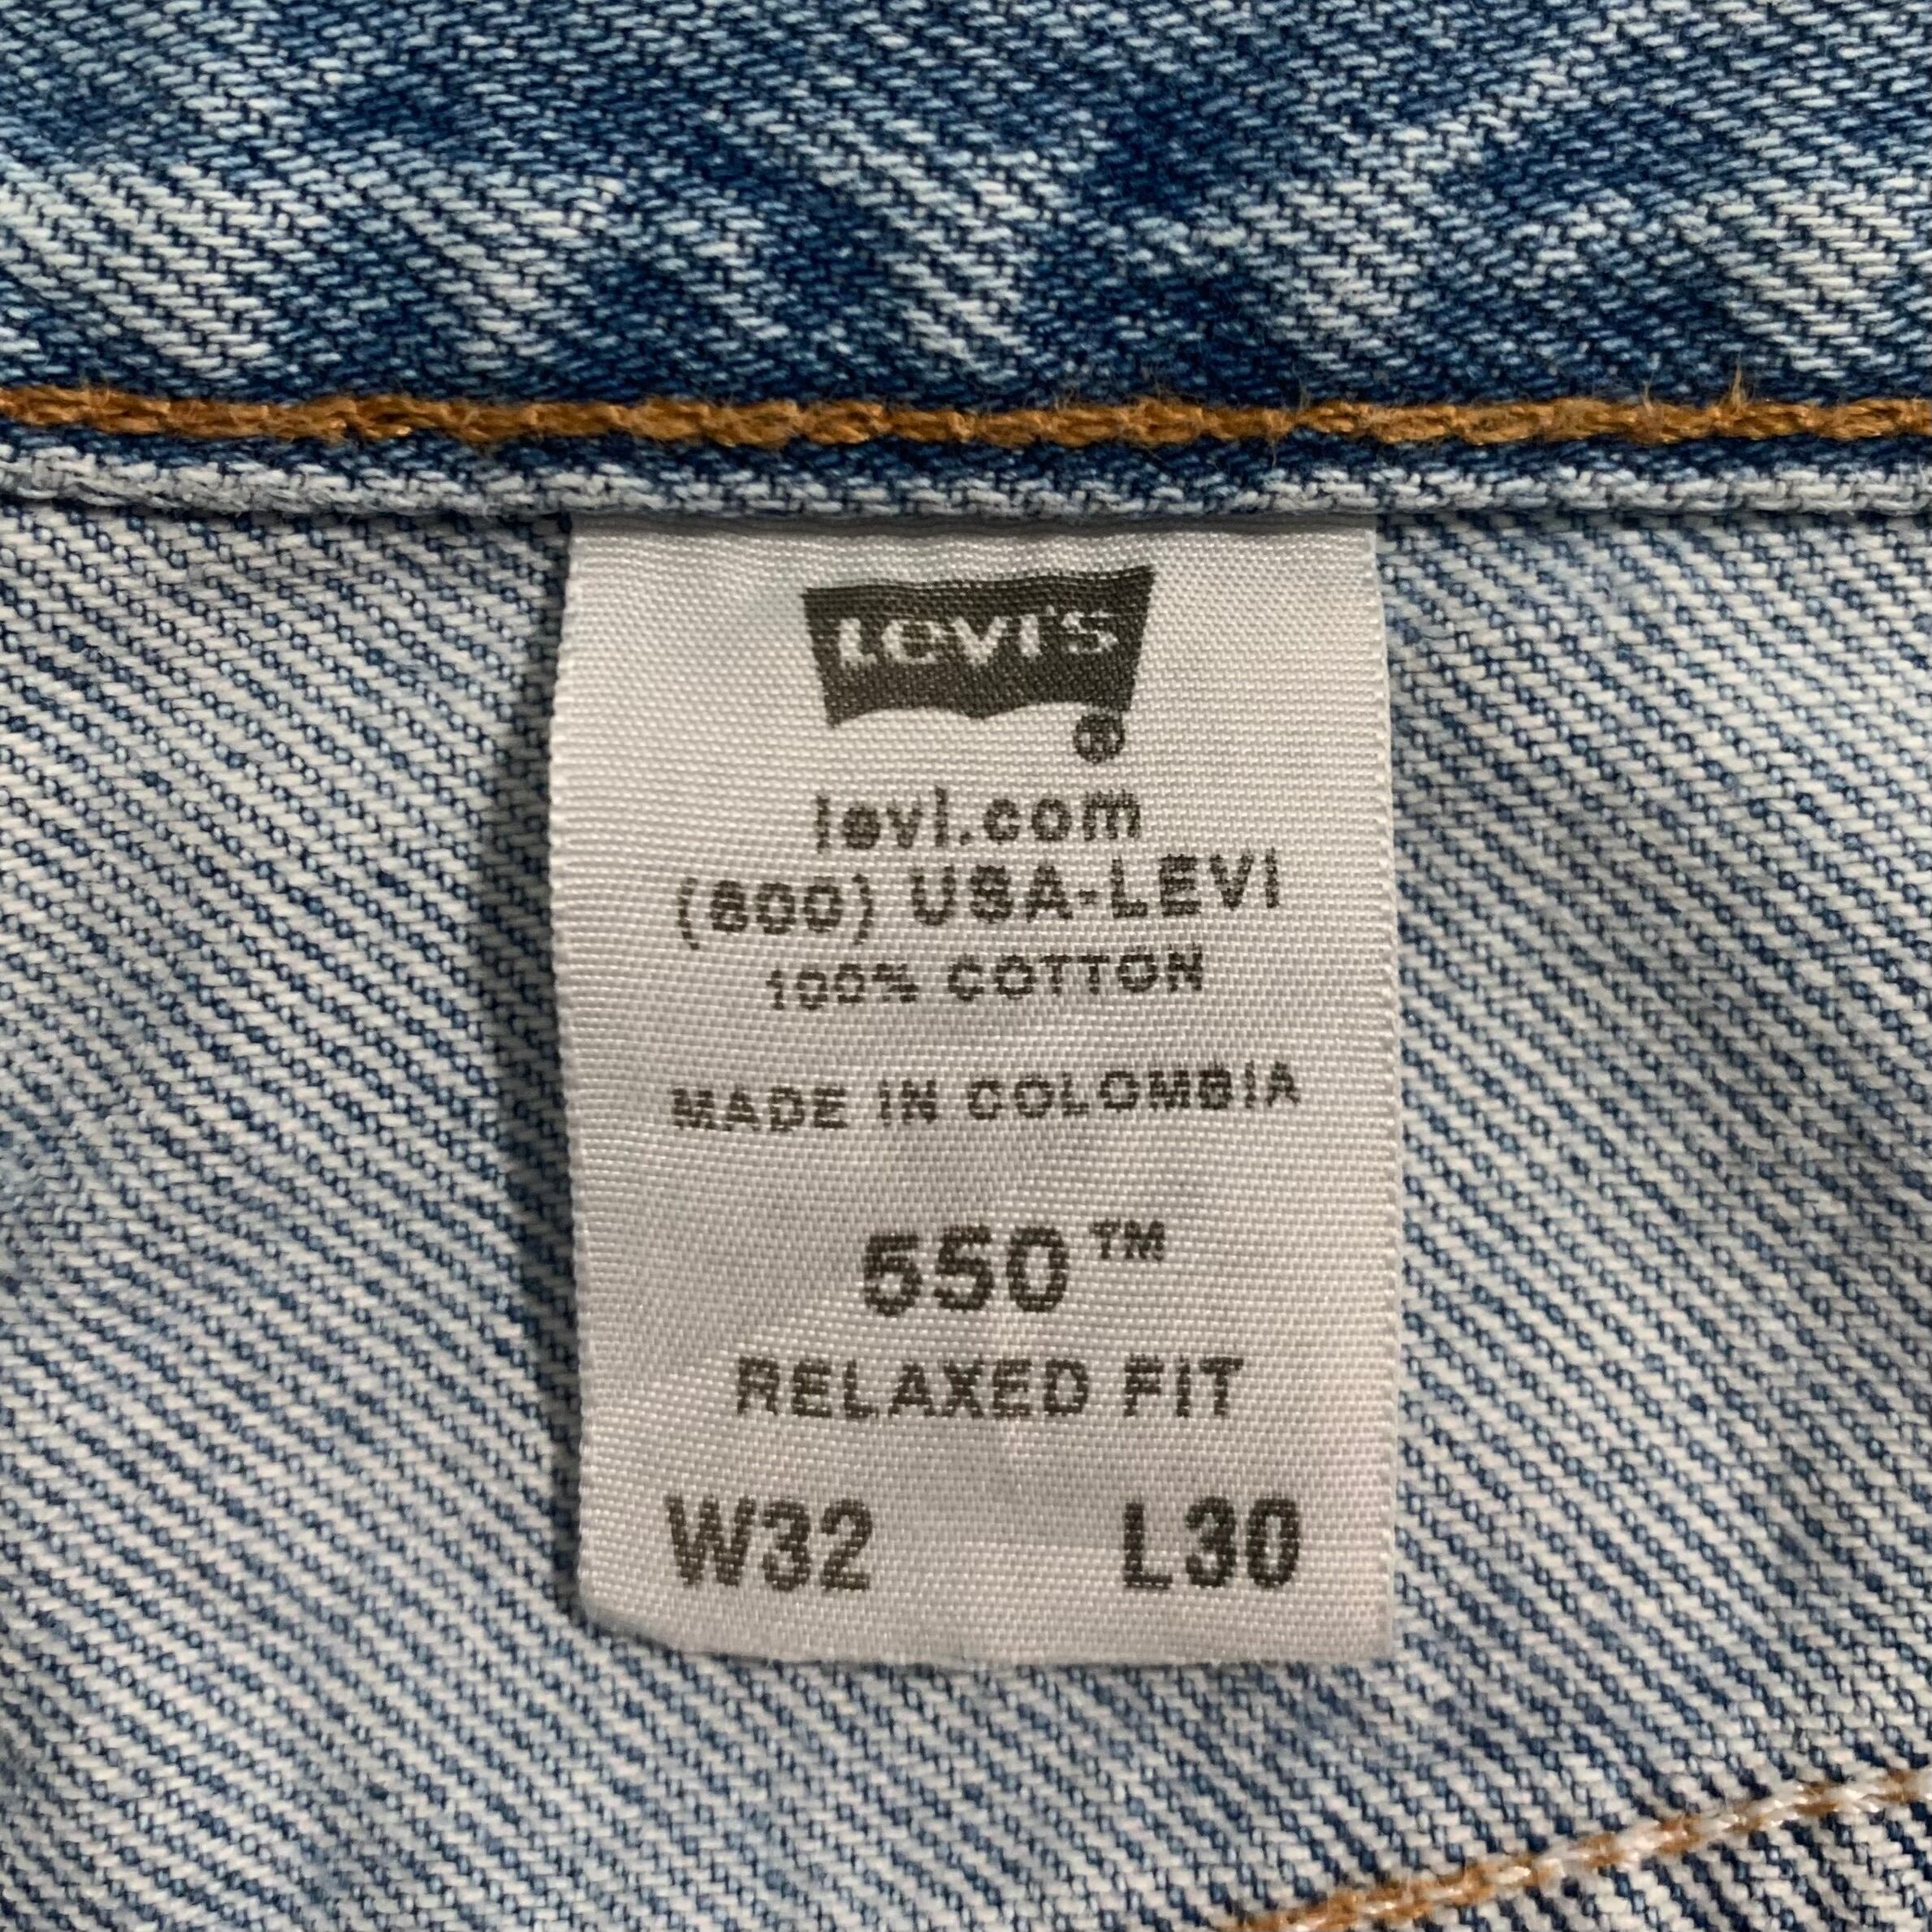 Levi's
®
levi.com
(800) USA-LEVI
100% COTTON
MADE IN COLOMBIA
550™
RELAXED FIT
W32 L30